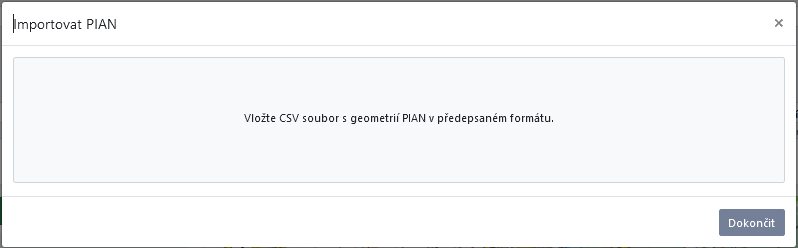 Importovat PIAN
×
Vložte CSV soubor s geometrií PIAN v předepsaném formátu.
Dokončit